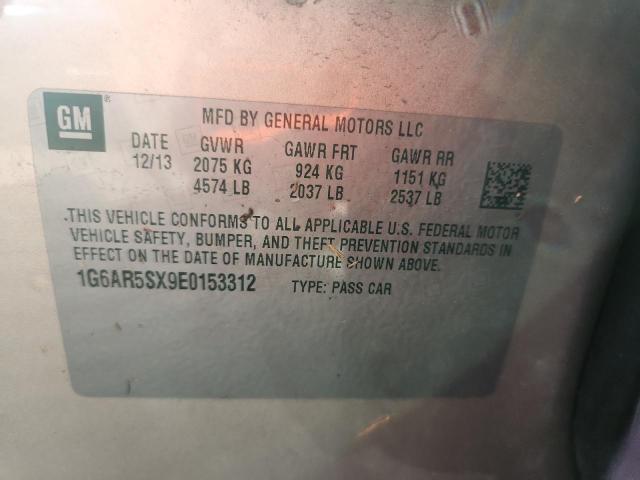 GM
MFD BY GENERAL MOTORS LLC
DATE GVWR GAWR FRT GAWR RR
12/13 2075 KG 924 KG 1151 KG
4574 LB 2037 LB 2537 LB
THIS VEHICLE CONFORMS TO ALL APPLICABLE U.S. FEDERAL MOTOR
VEHICLE SAFETY, BUMPER, AND THEFT PREVENTION STANDARDS IN
EFFECT ON THE DATE OF MANUFACTURE SHOWN ABOVE.
1G6AR5SX9E0153312 TYPE: PASS CAR